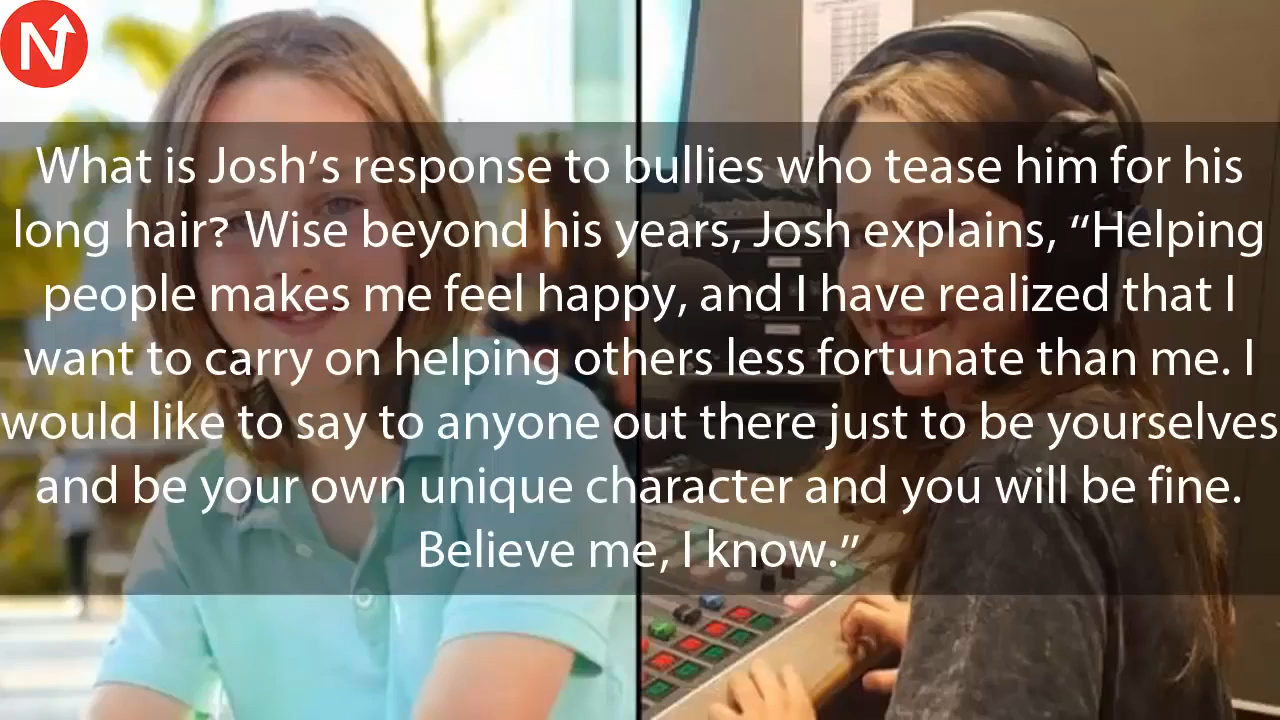 N
What is Josh’s response to bullies who tease him for his
long hair? Wise beyond his years, Josh explains, “Helping
people makes me feel happy, and I have realized that I
want to carry on helping others less fortunate than me. I
would like to say to anyone out there just to be yourselves
and be your own unique character and you will be fine.
Believe me, I know.”